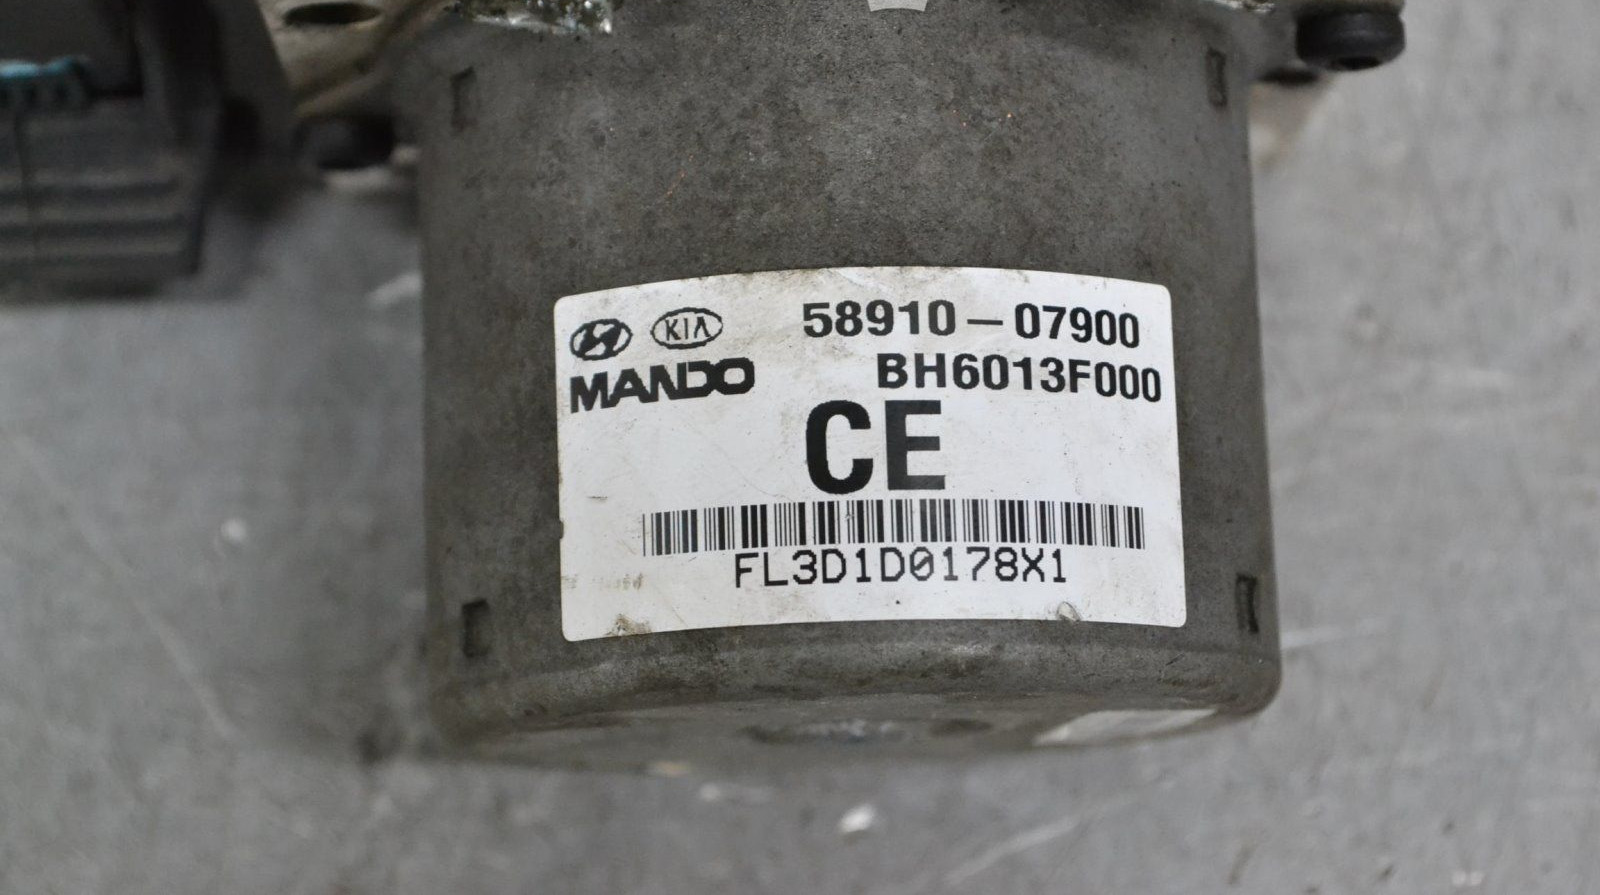 KIA 58910-07900
MANDO BH6013F000
CE
FL3D1D0178X1